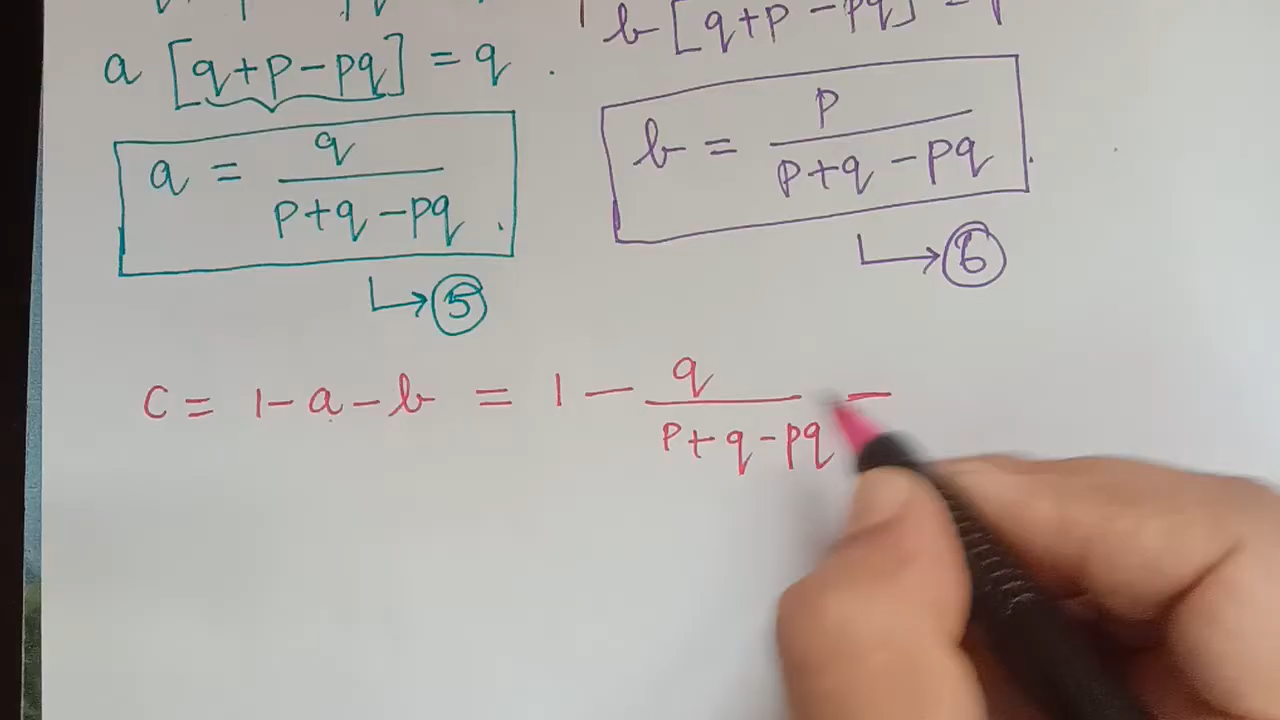 a [q+p-pq] = q .
b [q+p-pq] =
a = q / p+q-pq .
b = p / p+q-pq .
5
6
c = 1-a-b = 1 - q / p+q-pq -